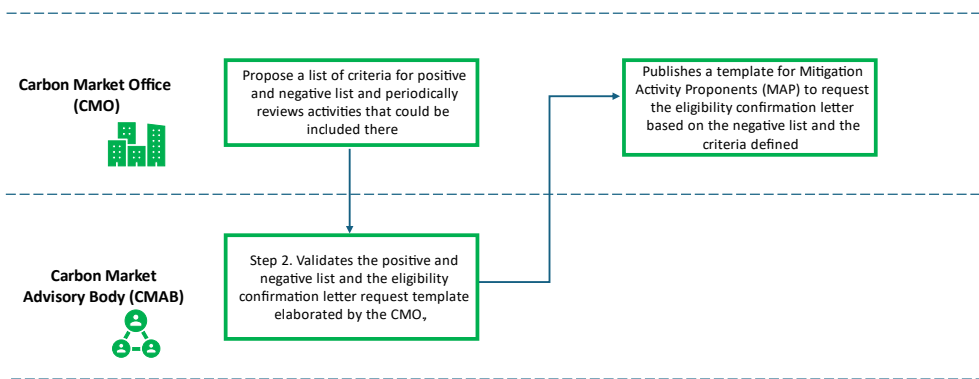 Carbon Market Office
(CMO)
Propose a list of criteria for positive
and negative list and periodically
reviews activities that could be
included there
Publishes a template for Mitigation
Activity Proponents (MAP) to request
the eligibility confirmation letter
based on the negative list and the
criteria defined
Carbon Market
Advisory Body (CMAB)
Step 2. Validates the positive and
negative list and the eligibility
confirmation letter request template
elaborated by the CMO,